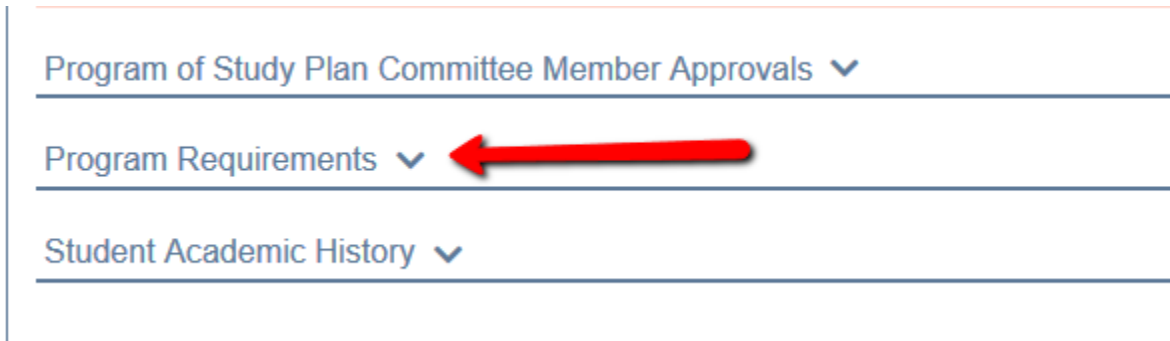 Program of Study Plan Committee Member Approvals
Program Requirements
Student Academic History